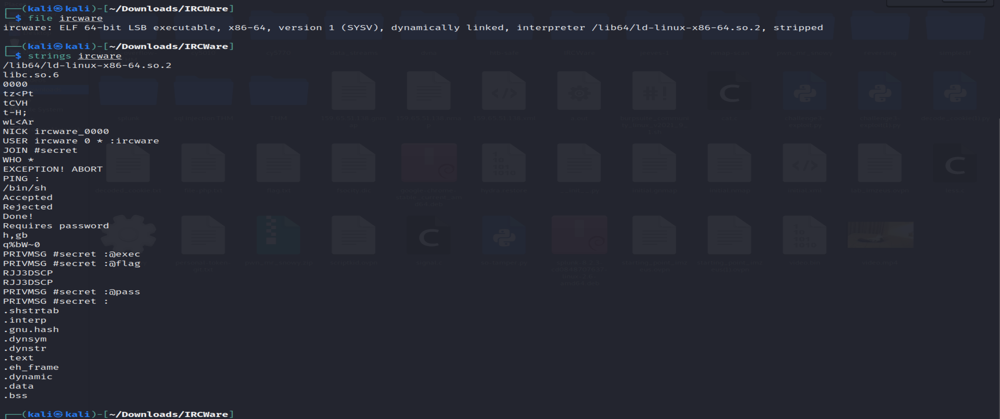 ┌──(kali㉿kali)-[~/Downloads/IRCWare]
└─$ file ircware
ircware: ELF 64-bit LSB executable, x86-64, version 1 (SYSV), dynamically linked, interpreter /lib64/ld-linux-x86-64.so.2, stripped
┌──(kali㉿kali)-[~/Downloads/IRCWare]
└─$ strings ircware
/lib64/ld-linux-x86-64.so.2
libc.so.6
0000
tz<Pt
tCVH
t-H;
wL<Ar
NICK ircware_0000
USER ircware 0 * :ircware
JOIN #secret
WHO *
EXCEPTION! ABORT
PING :
/bin/sh
Accepted
Rejected
Done!
Requires password
h,gb
q%bW~0
PRIVMSG #secret :@exec
PRIVMSG #secret :@flag
RJJ3DSCP
RJJ3DSCP
PRIVMSG #secret :@pass
PRIVMSG #secret :
.shstrtab
.interp
.gnu.hash
.dynsym
.dynstr
.text
.eh_frame
.dynamic
.data
.bss
┌──(kali㉿kali)-[~/Downloads/IRCWare]